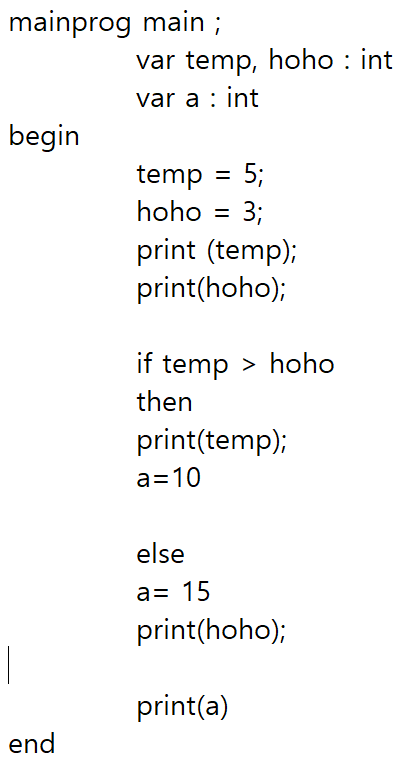 mainprog main ;
var temp, hoho : int
var a : int
begin
temp = 5;
hoho = 3;
print (temp);
print(hoho);
if temp > hoho
then
print(temp);
a=10
else
a= 15
print(hoho);
print(a)
end